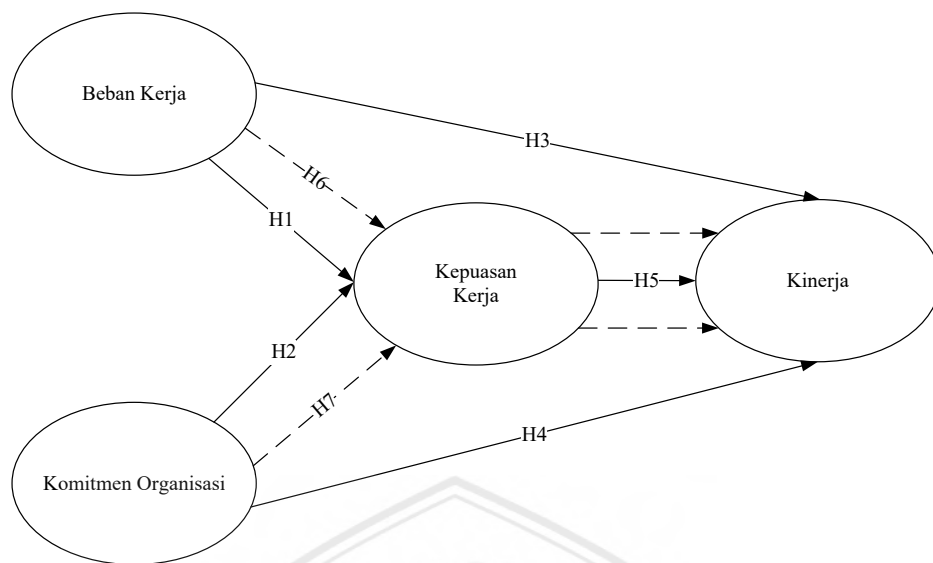 Beban Kerja
H3
H6
H1
Kepuasan
Kerja
H5
Kinerja
H2
H7
H4
Komitmen Organisasi